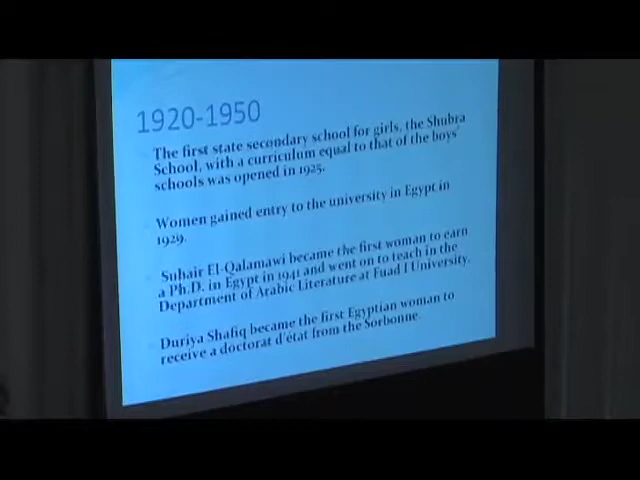 1920-1950
The first state secondary school for girls, the Shubra
School, with a curriculum equal to that of the boys'
schools was opened in 1925.
Women gained entry to the university in Egypt in
1929.
Suhair El-Qalamawi became the first woman to earn
a Ph.D. in Egypt in 1941 and went on to teach in the
Department of Arabic Literature at Fuad I University.
Duriya Shafiq became the first Egyptian woman to
receive a doctorat d'état from the Sorbonne.